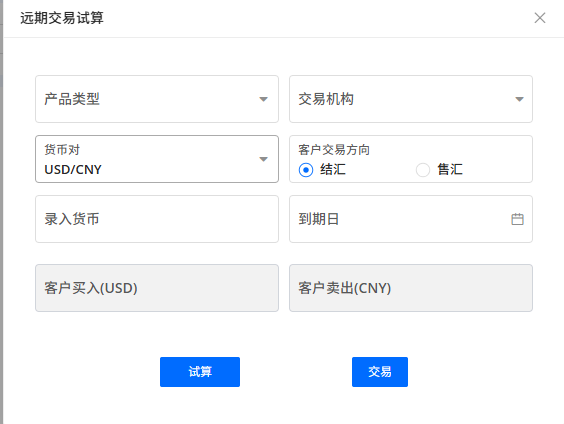 远期交易试算
产品类型
交易机构
货币对
USD/CNY
客户交易方向
结汇
售汇
录入货币
到期日
客户买入(USD)
客户卖出(CNY)
试算
交易